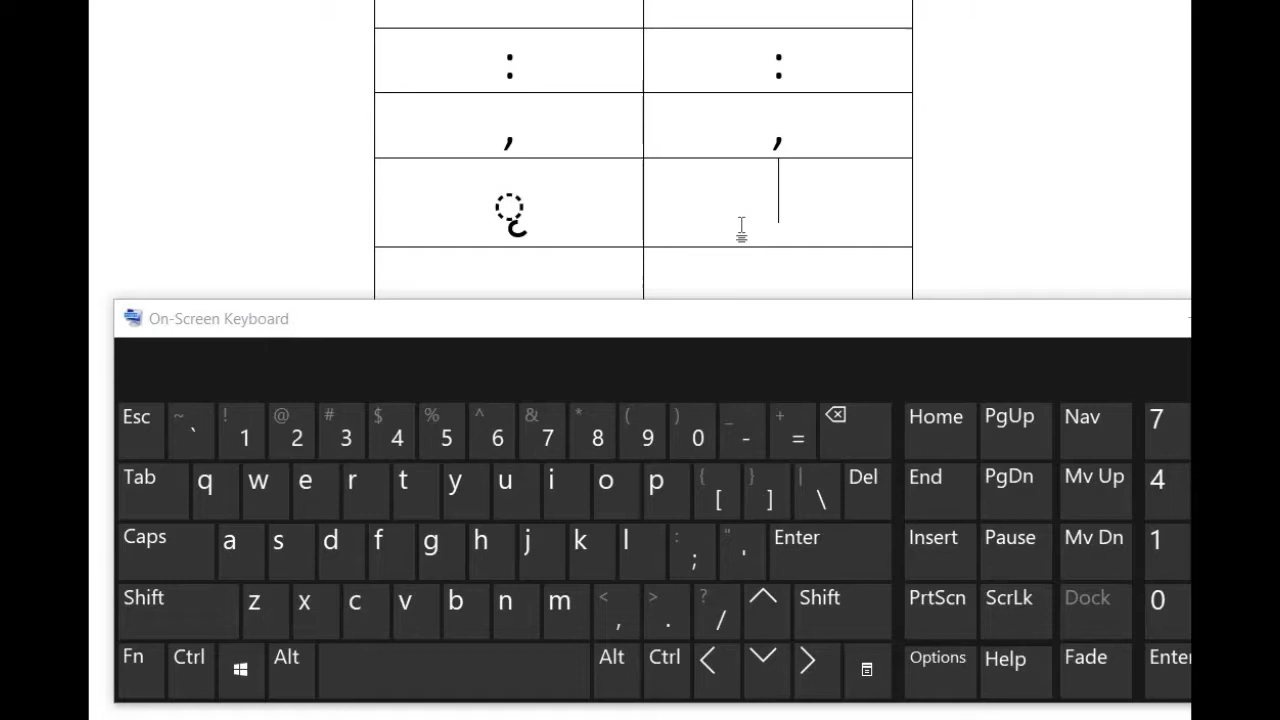 : :
, ,
On-Screen Keyboard
Esc ~ ` ! 1 @ 2 # 3 $ 4 % 5 ^ 6 & 7 * 8 ( 9 ) 0 _ - + = Home PgUp Nav 7
Tab q w e r t y u i o p { [ } ] | \ Del End PgDn Mv Up 4
Caps a s d f g h j k l : ; " ' Enter Insert Pause Mv Dn 1
Shift z x c v b n m < , > . ? / Shift PrtScn ScrLk Dock 0
Fn Ctrl Alt Alt Ctrl Options Help Fade Enter